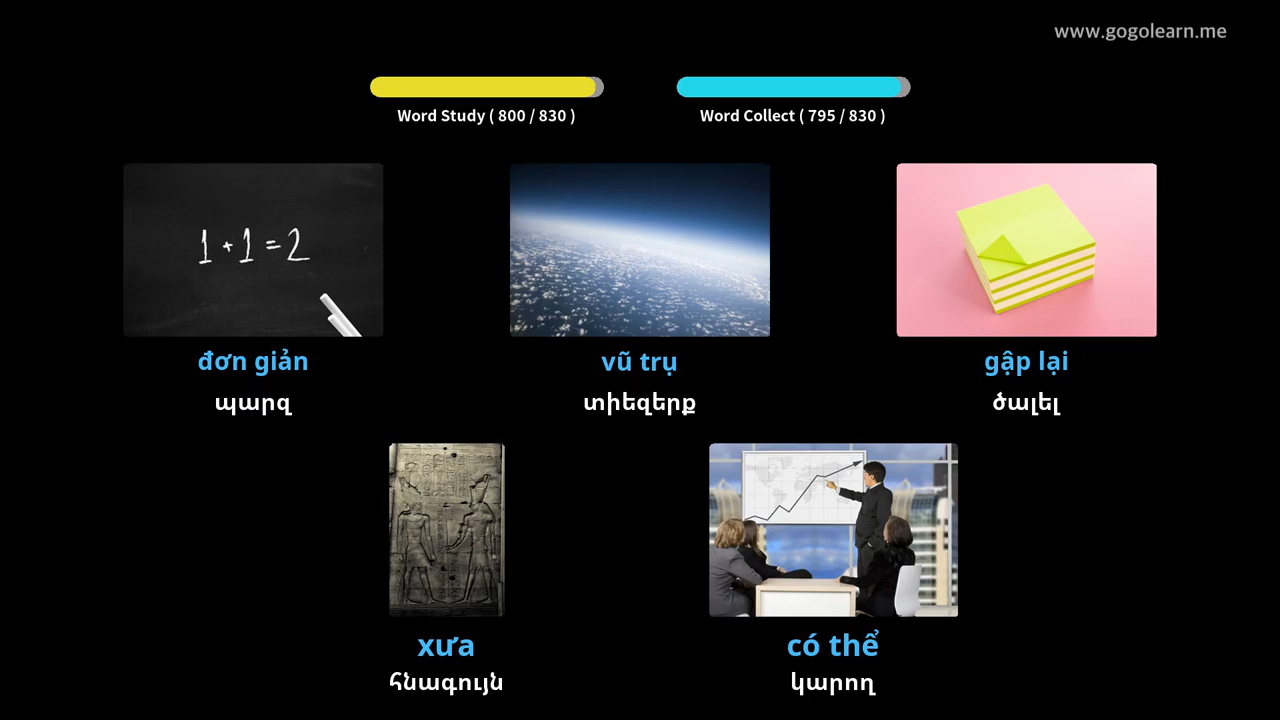 www.gogolearn.me
Word Study ( 800 / 830 )
Word Collect ( 795 / 830 )
1 + 1 = 2
đơn giản
vũ trụ
gập lại
պարզ
տիեզերք
ծալել
xưa
có thể
հնագույն
կարող